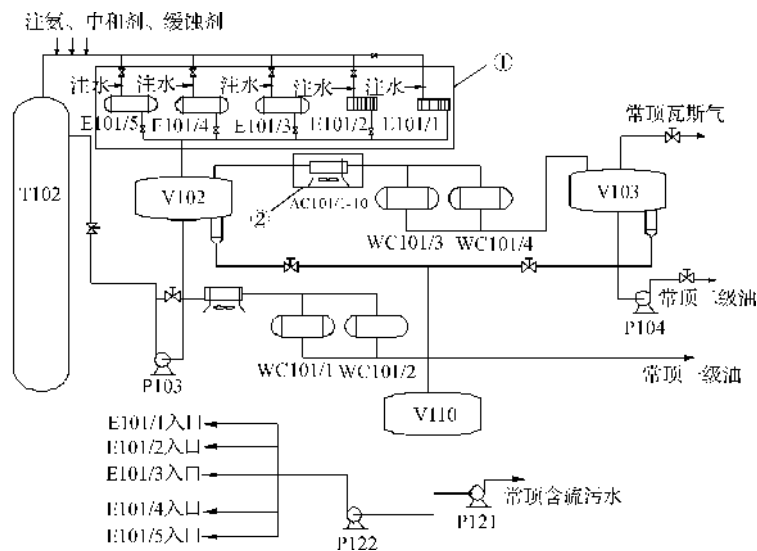 注氨、中和剂、缓蚀剂
①
注水 注水 注水 注水 注水
E101/5 E101/4 E101/3 E101/2 E101/1
常顶瓦斯气
T102
V102
V103
②
AC101/1-10
WC101/3 WC101/4
常顶二级油
P104
P103
WC101/1 WC101/2
常顶一级油
V110
E101/1入口
E101/2入口
E101/3入口
E101/4入口
E101/5入口
常顶含硫污水
P121
P122